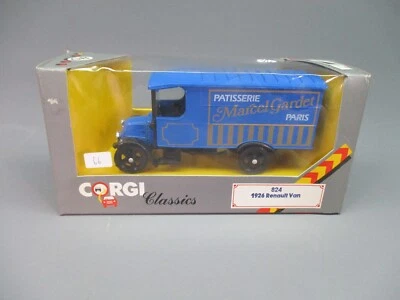 PATISSERIE
Marcel Gardet
PARIS
CORGI
Classics
824
1926 Renault Van